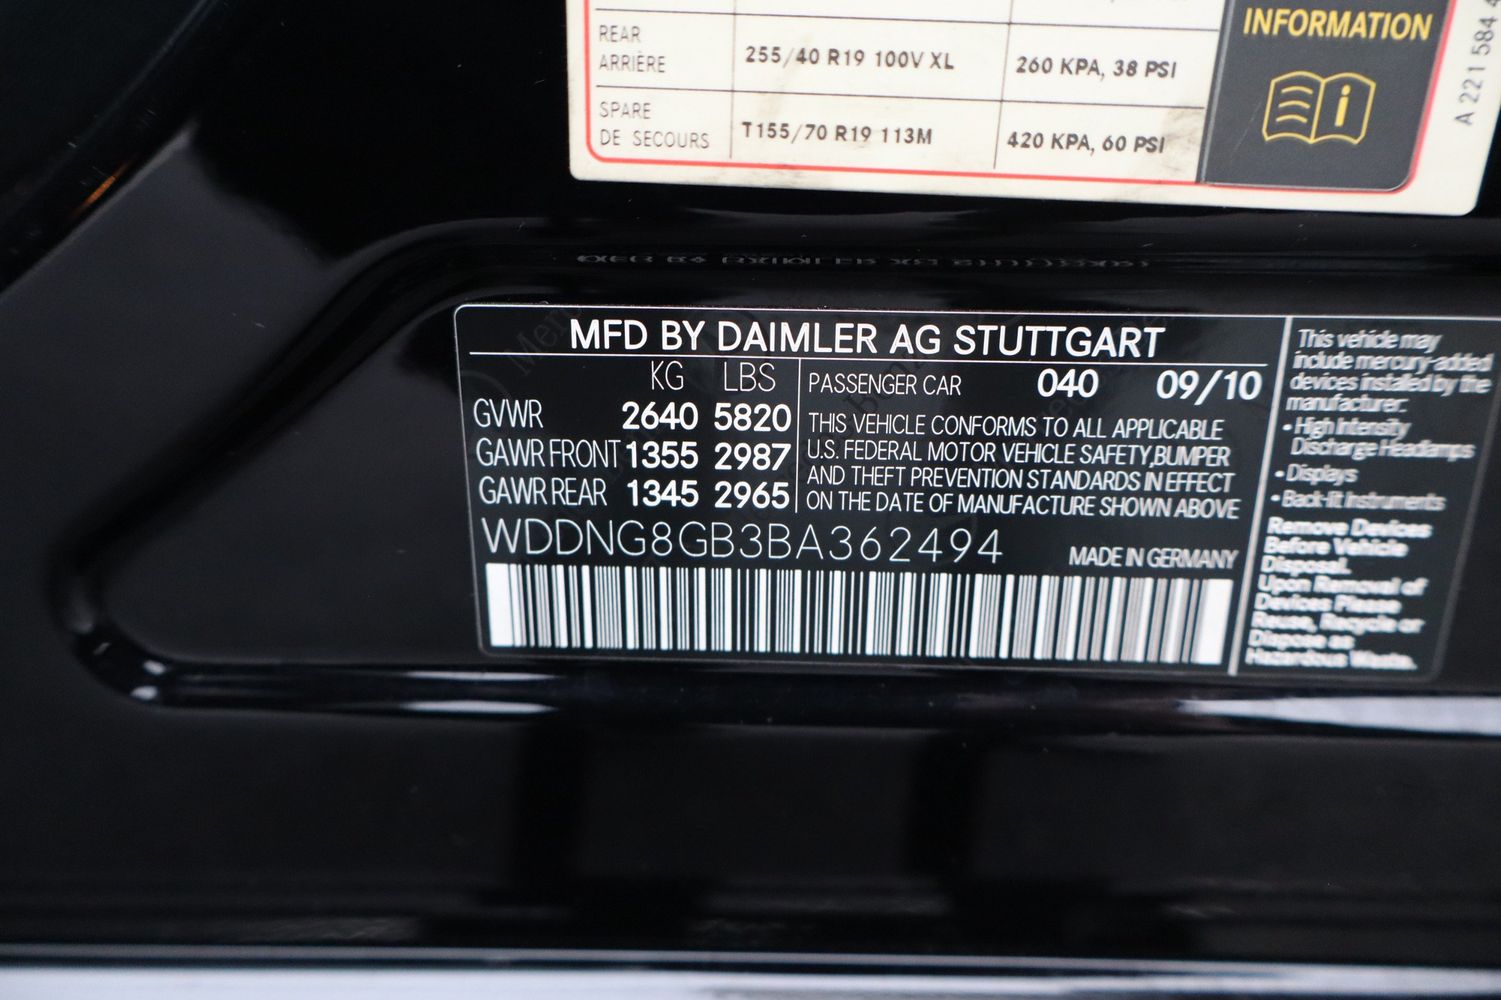 REAR
ARRIÈRE
255/40 R19 100V XL
260 KPA, 38 PSI
SPARE
DE SECOURS
T155/70 R19 113M
420 KPA, 60 PSI
INFORMATION
i
A 221 584 4
MFD BY DAIMLER AG STUTTGART
KG LBS
GVWR 2640 5820
GAWR FRONT 1355 2987
GAWR REAR 1345 2965
PASSENGER CAR 040 09/10
THIS VEHICLE CONFORMS TO ALL APPLICABLE
U.S. FEDERAL MOTOR VEHICLE SAFETY,BUMPER
AND THEFT PREVENTION STANDARDS IN EFFECT
ON THE DATE OF MANUFACTURE SHOWN ABOVE
WDDNG8GB3BA362494
MADE IN GERMANY
This vehicle may
include mercury-added
devices installed by the
manufacturer:
• High Intensity
Discharge Headlamps
• Displays
• Back-lit Instruments
Remove Devices
Before Vehicle
Disposal.
Upon Removal of
Devices Please
Reuse, Recycle or
Dispose as
Hazardous Waste.